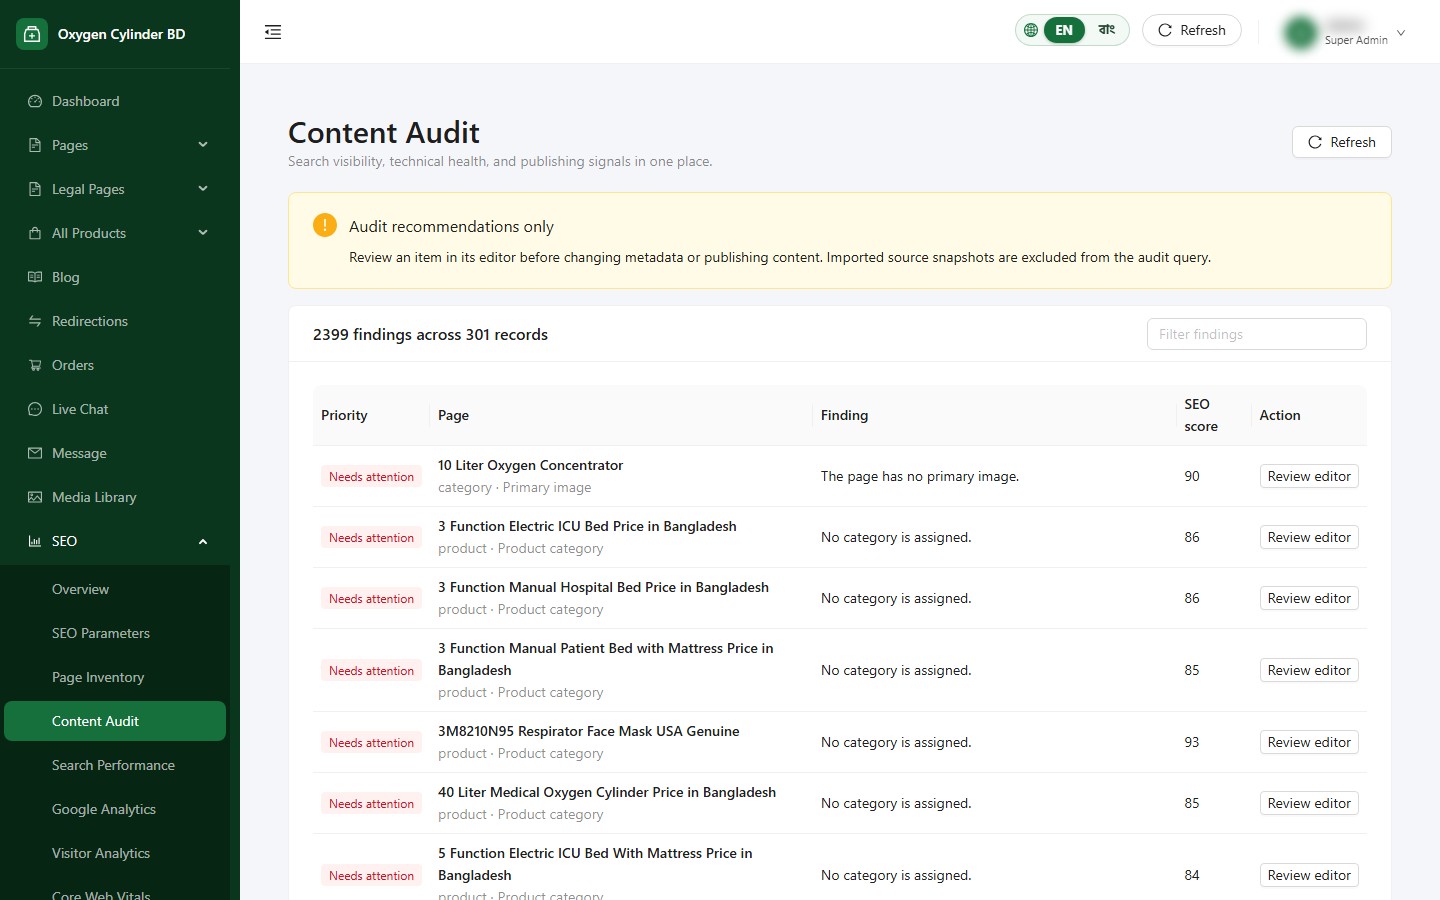 Oxygen Cylinder BD
EN
বাং
Refresh
Super Admin
Dashboard
Pages
Legal Pages
All Products
Blog
Redirections
Orders
Live Chat
Message
Media Library
SEO
Overview
SEO Parameters
Page Inventory
Content Audit
Search Performance
Google Analytics
Visitor Analytics
Core Web Vitals
Content Audit
Search visibility, technical health, and publishing signals in one place.
Refresh
Audit recommendations only
Review an item in its editor before changing metadata or publishing content. Imported source snapshots are excluded from the audit query.
2399 findings across 301 records
Filter findings
Priority Page Finding SEO score Action
Needs attention
10 Liter Oxygen Concentrator
category · Primary image
The page has no primary image.
90
Review editor
Needs attention
3 Function Electric ICU Bed Price in Bangladesh
product · Product category
No category is assigned.
86
Review editor
Needs attention
3 Function Manual Hospital Bed Price in Bangladesh
product · Product category
No category is assigned.
86
Review editor
Needs attention
3 Function Manual Patient Bed with Mattress Price in
Bangladesh
product · Product category
No category is assigned.
85
Review editor
Needs attention
3M8210N95 Respirator Face Mask USA Genuine
product · Product category
No category is assigned.
93
Review editor
Needs attention
40 Liter Medical Oxygen Cylinder Price in Bangladesh
product · Product category
No category is assigned.
85
Review editor
Needs attention
5 Function Electric ICU Bed With Mattress Price in
Bangladesh
product · Product category
No category is assigned.
84
Review editor